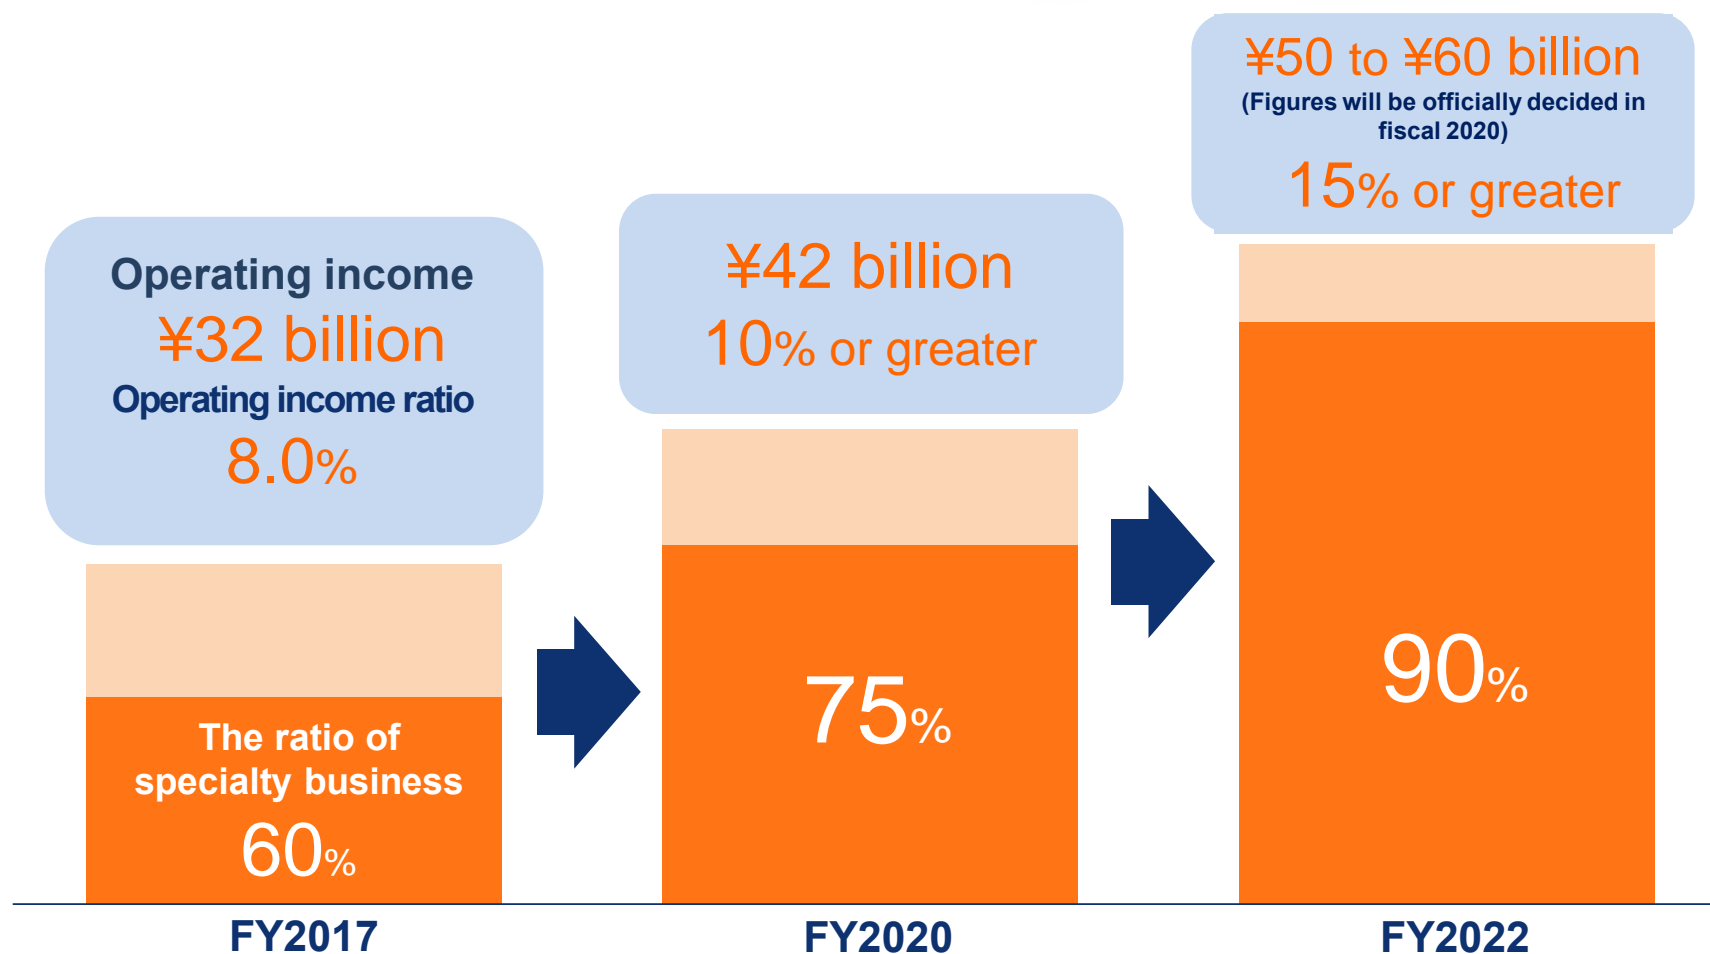 ¥50 to ¥60 billion
(Figures will be officially decided in
fiscal 2020)
15% or greater
Operating income
¥32 billion
Operating income ratio
8.0%
¥42 billion
10% or greater
The ratio of
specialty business
60%
75%
90%
FY2017
FY2020
FY2022